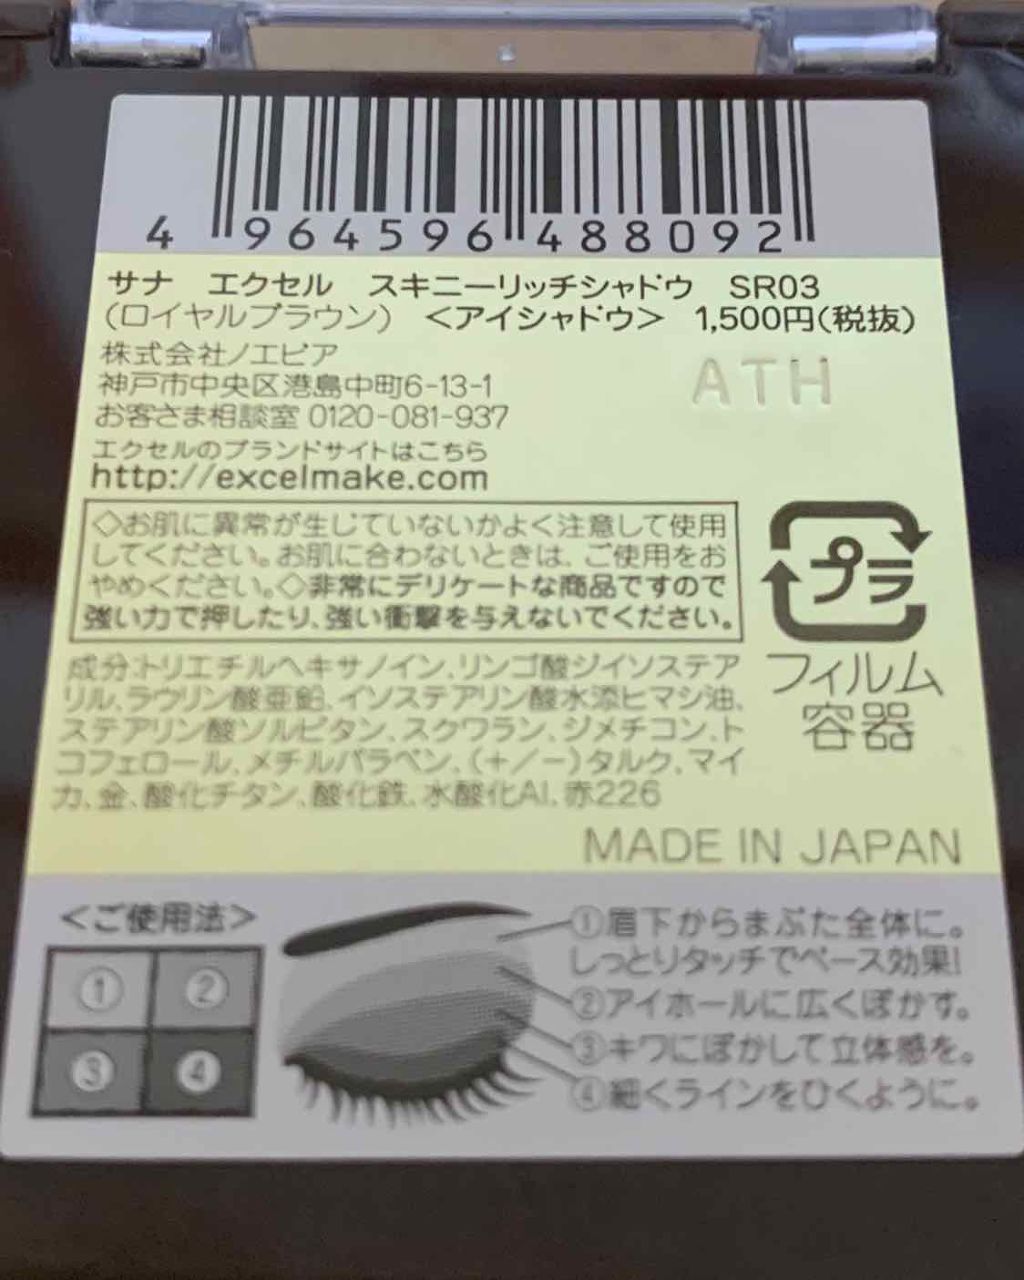 4 964596 488092
サナ エクセル スキニーリッチシャドウ SR03
(ロイヤルブラウン) <アイシャドウ> 1,500円(税抜)
株式会社ノエビア
神戸市中央区港島中町6-13-1
お客さま相談室 0120-081-937
ATH
エクセルのブランドサイトはこちら
http://excelmake.com
◇お肌に異常が生じていないかよく注意して使用
してください。お肌に合わないときは、ご使用をお
やめください。◇非常にデリケートな商品ですので
強い力で押したり、強い衝撃を与えないでください。
プラ
フィルム
容器
成分:トリエチルヘキサノイン、リンゴ酸ジイソステア
リル、ラウリン酸亜鉛、イソステアリン酸水添ヒマシ油、
ステアリン酸ソルビタン、スクワラン、ジメチコン、ト
コフェロール、メチルパラベン、(+/−)タルク、マイ
カ、金、酸化チタン、酸化鉄、水酸化Al、赤226
MADE IN JAPAN
<ご使用法>
① ②
③ ④
①眉下からまぶた全体に。
しっとりタッチでベース効果!
②アイホールに広くぼかす。
③キワにぼかして立体感を。
④細くラインをひくように。